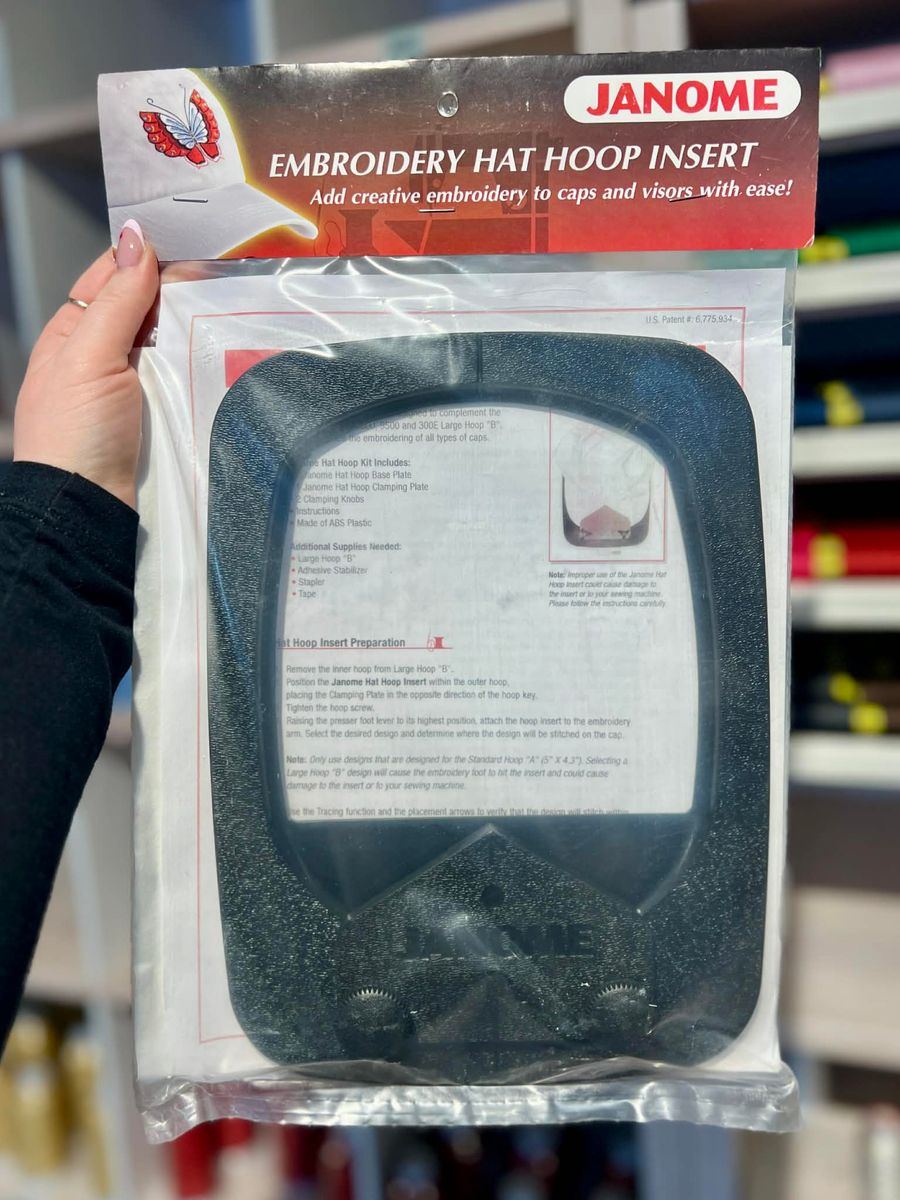 JANOME
EMBROIDERY HAT HOOP INSERT
Add creative embroidery to caps and visors with ease!
U.S. Patent #: 6,775,934
to complement the
9500 and 300E Large Hoop "B".
the embroidering of all types of caps.
Hat Hoop Kit Includes:
Janome Hat Hoop Base Plate
Janome Hat Hoop Clamping Plate
2 Clamping Knobs
Instructions
• Made of ABS Plastic
Additional Supplies Needed:
• Large Hoop "B"
• Adhesive Stabilizer
• Stapler
• Tape
Note: Improper use of the Janome Hat
Hoop Insert could cause damage to
the insert or to your sewing machine.
Please follow the instructions carefully.
Hat Hoop Insert Preparation
Remove the inner hoop from Large Hoop "B".
Position the Janome Hat Hoop Insert within the outer hoop,
placing the Clamping Plate in the opposite direction of the hoop key.
Tighten the hoop screw.
Raising the presser foot lever to its highest position, attach the hoop insert to the embroidery
arm. Select the desired design and determine where the design will be stitched on the cap.
Note: Only use designs that are designed for the Standard Hoop "A" (5" X 4.3"). Selecting a
Large Hoop "B" design will cause the embroidery foot to hit the insert and could cause
damage to the insert or to your sewing machine.
the Tracing function and the placement arrows to verify that the design will stitch within
JANOME